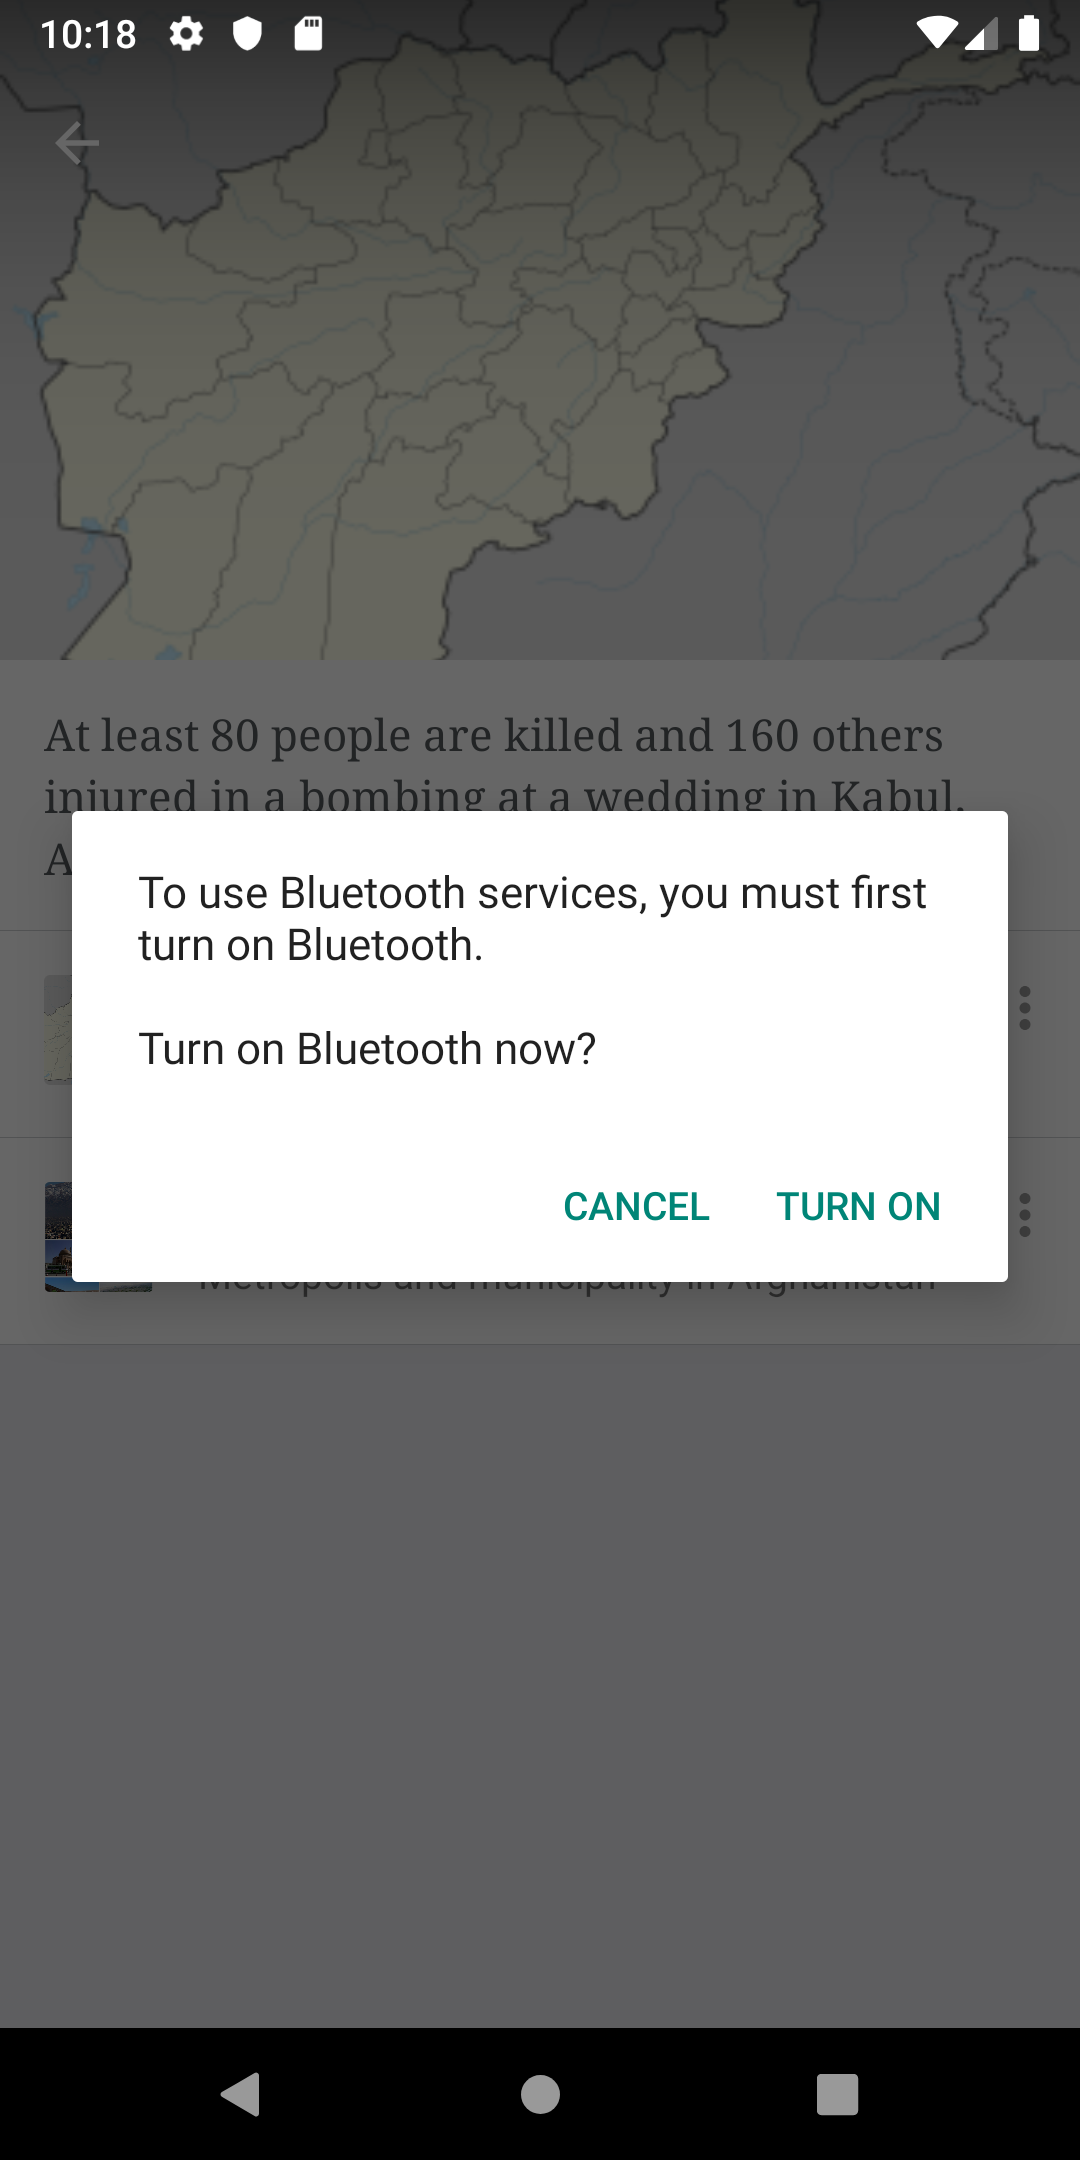 10:18
At least 80 people are killed and 160 others
injured in a bombing at a wedding in Kabul,
To use Bluetooth services, you must first
turn on Bluetooth.
Turn on Bluetooth now?
CANCEL
TURN ON
Metropolis and municipality in Afghanistan